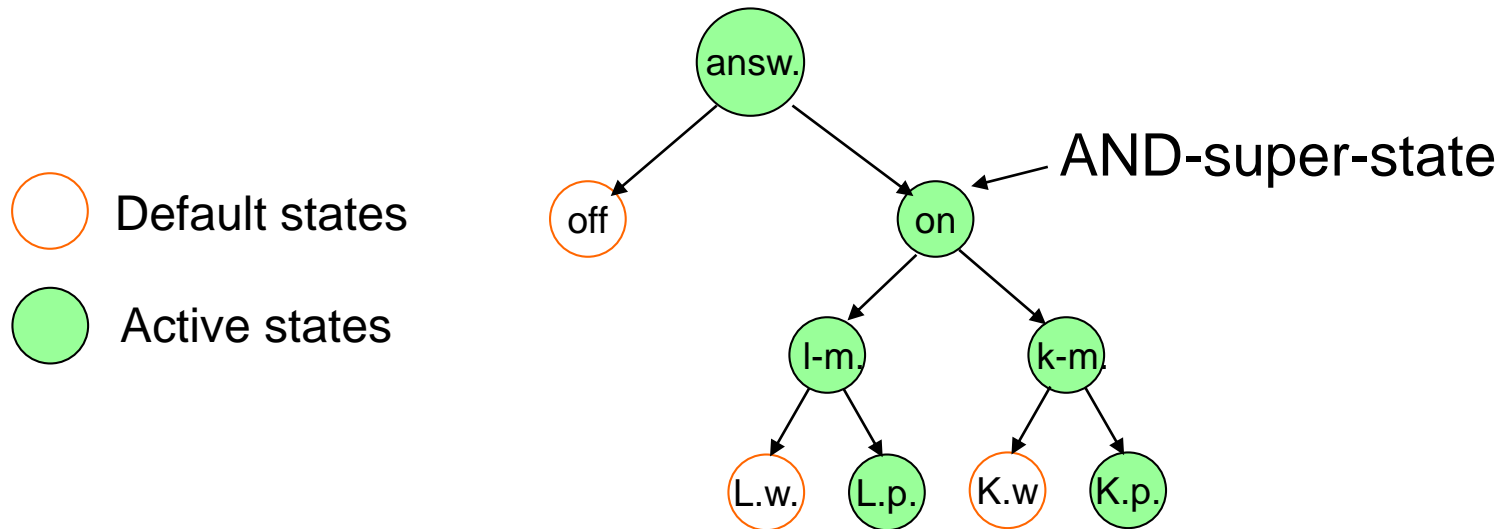 answ.
AND-super-state
Default states
off
on
Active states
l-m.
k-m.
L.w.
L.p.
K.w
K.p.